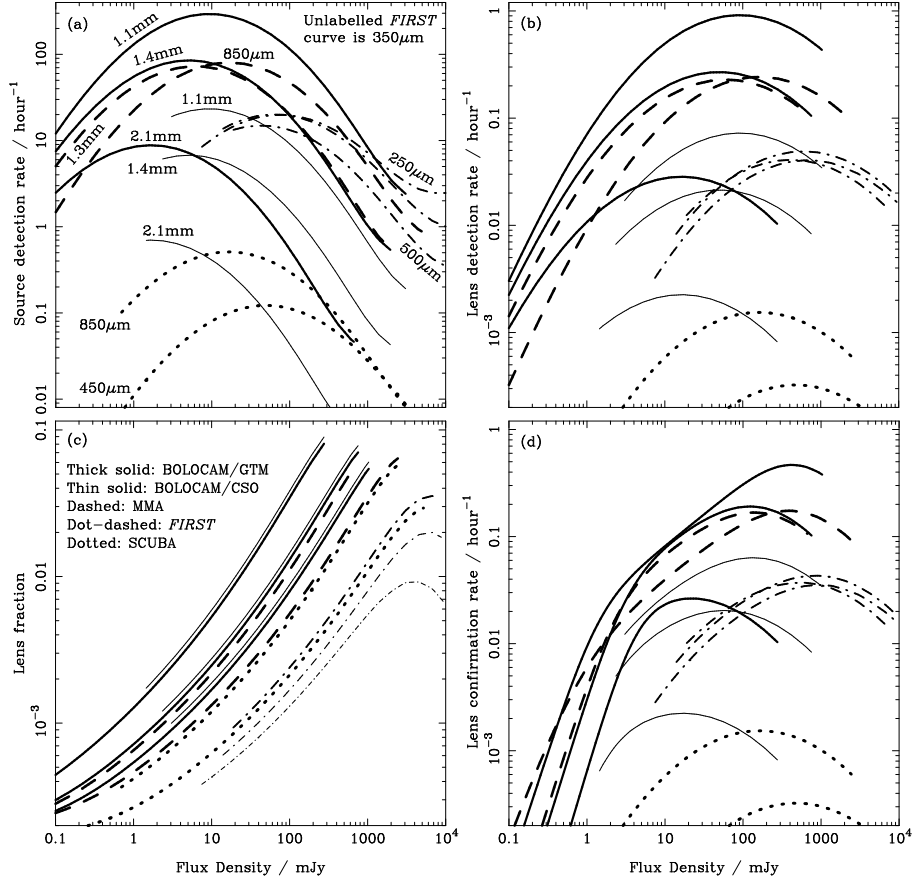 (a)
Unlabelled FIRST
curve is 350μm
1.1mm
1.4mm
850μm
1.1mm
1.3mm
2.1mm
1.4mm
250μm
500μm
2.1mm
850μm
450μm
Source detection rate / hour⁻¹
100
10
1
0.1
0.01
(b)
Lens detection rate / hour⁻¹
1
0.1
0.01
10⁻³
(c)
Thick solid: BOLOCAM/GTM
Thin solid: BOLOCAM/CSO
Dashed: MMA
Dot-dashed: FIRST
Dotted: SCUBA
Lens fraction
0.1
0.01
10⁻³
0.1 1 10 100 1000 10⁴
Flux Density / mJy
(d)
Lens confirmation rate / hour⁻¹
1
0.1
0.01
10⁻³
0.1 1 10 100 1000 10⁴
Flux Density / mJy